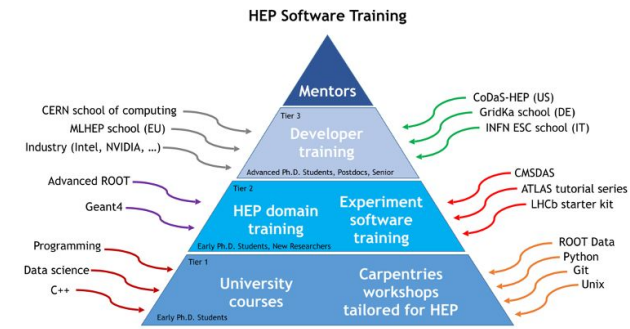 HEP Software Training
Mentors
Tier 3
Developer
training
Advanced Ph.D. Students, Postdocs, Senior
CERN school of computing
MLHEP school (EU)
Industry (Intel, NVIDIA, ...)
CoDaS-HEP (US)
GridKa school (DE)
INFN ESC school (IT)
Tier 2
HEP domain
training
Experiment
software
training
Early Ph.D. Students, New Researchers
Advanced ROOT
Geant4
CMSDAS
ATLAS tutorial series
LHCb starter kit
Tier 1
University
courses
Carpentries
workshops
tailored for HEP
Early Ph.D. Students
Programming
Data science
C++
ROOT Data
Python
Git
Unix